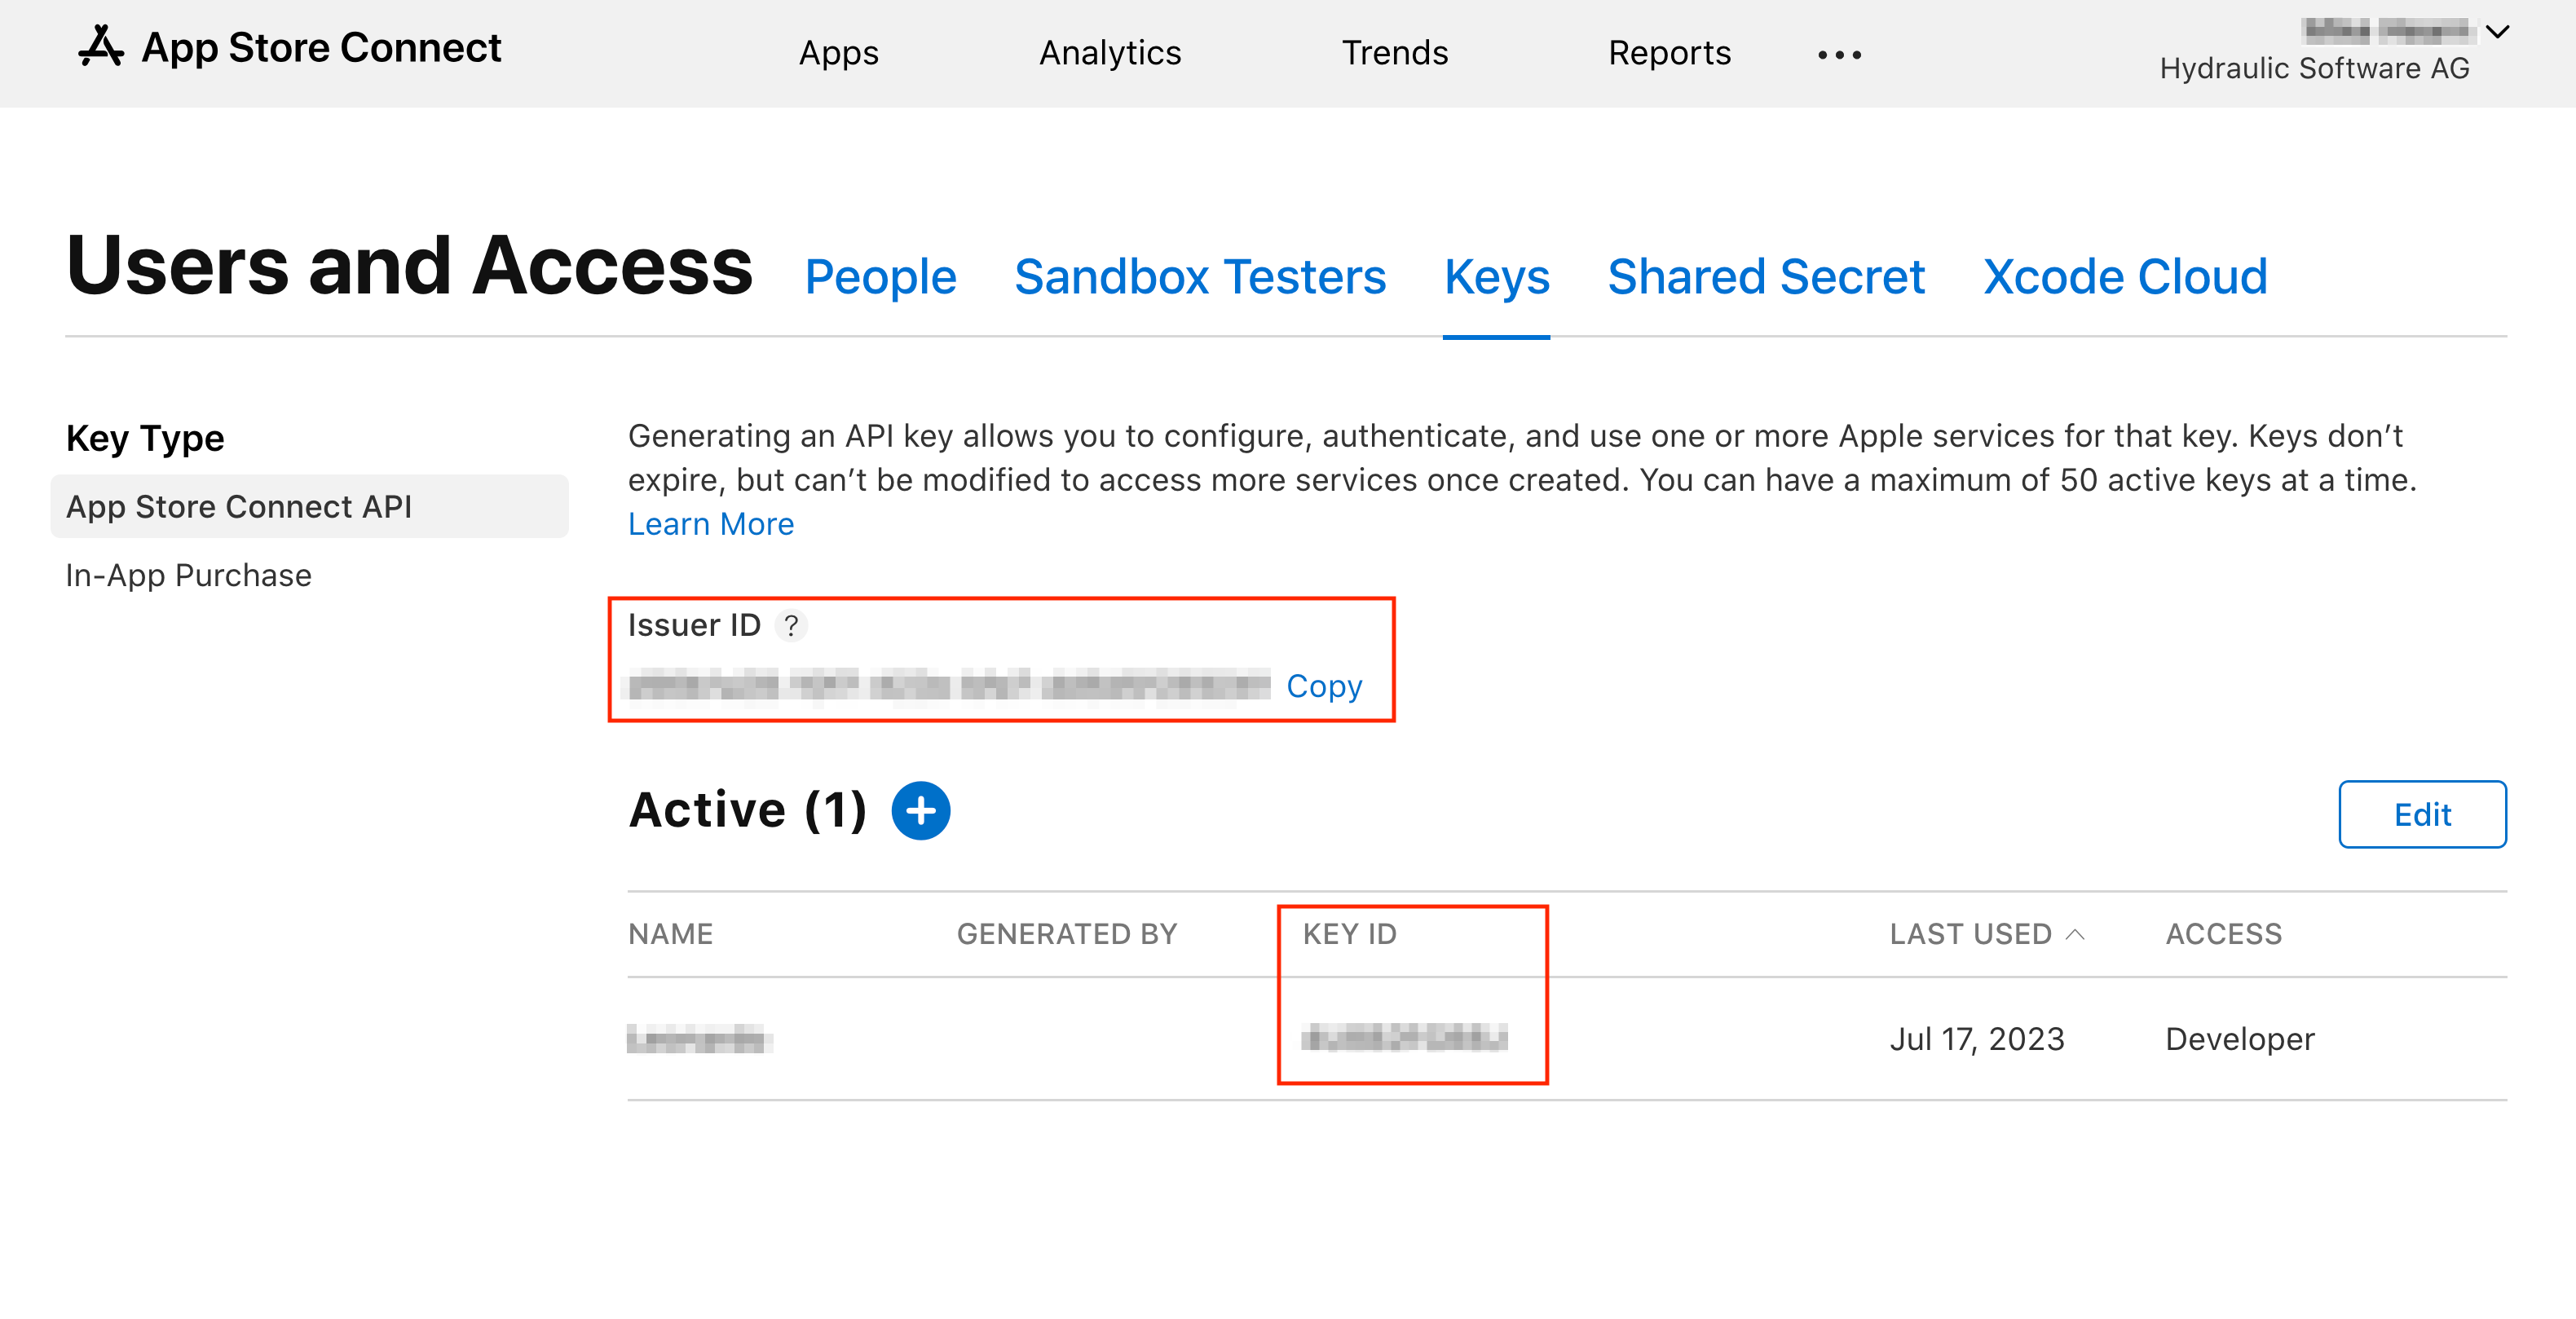 App Store Connect
Apps
Analytics
Trends
Reports
Hydraulic Software AG
Users and Access
People
Sandbox Testers
Keys
Shared Secret
Xcode Cloud
Key Type
App Store Connect API
In-App Purchase
Generating an API key allows you to configure, authenticate, and use one or more Apple services for that key. Keys don’t
expire, but can’t be modified to access more services once created. You can have a maximum of 50 active keys at a time.
Learn More
Issuer ID ?
Copy
Active (1)
Edit
NAME
GENERATED BY
KEY ID
LAST USED
ACCESS
Jul 17, 2023
Developer